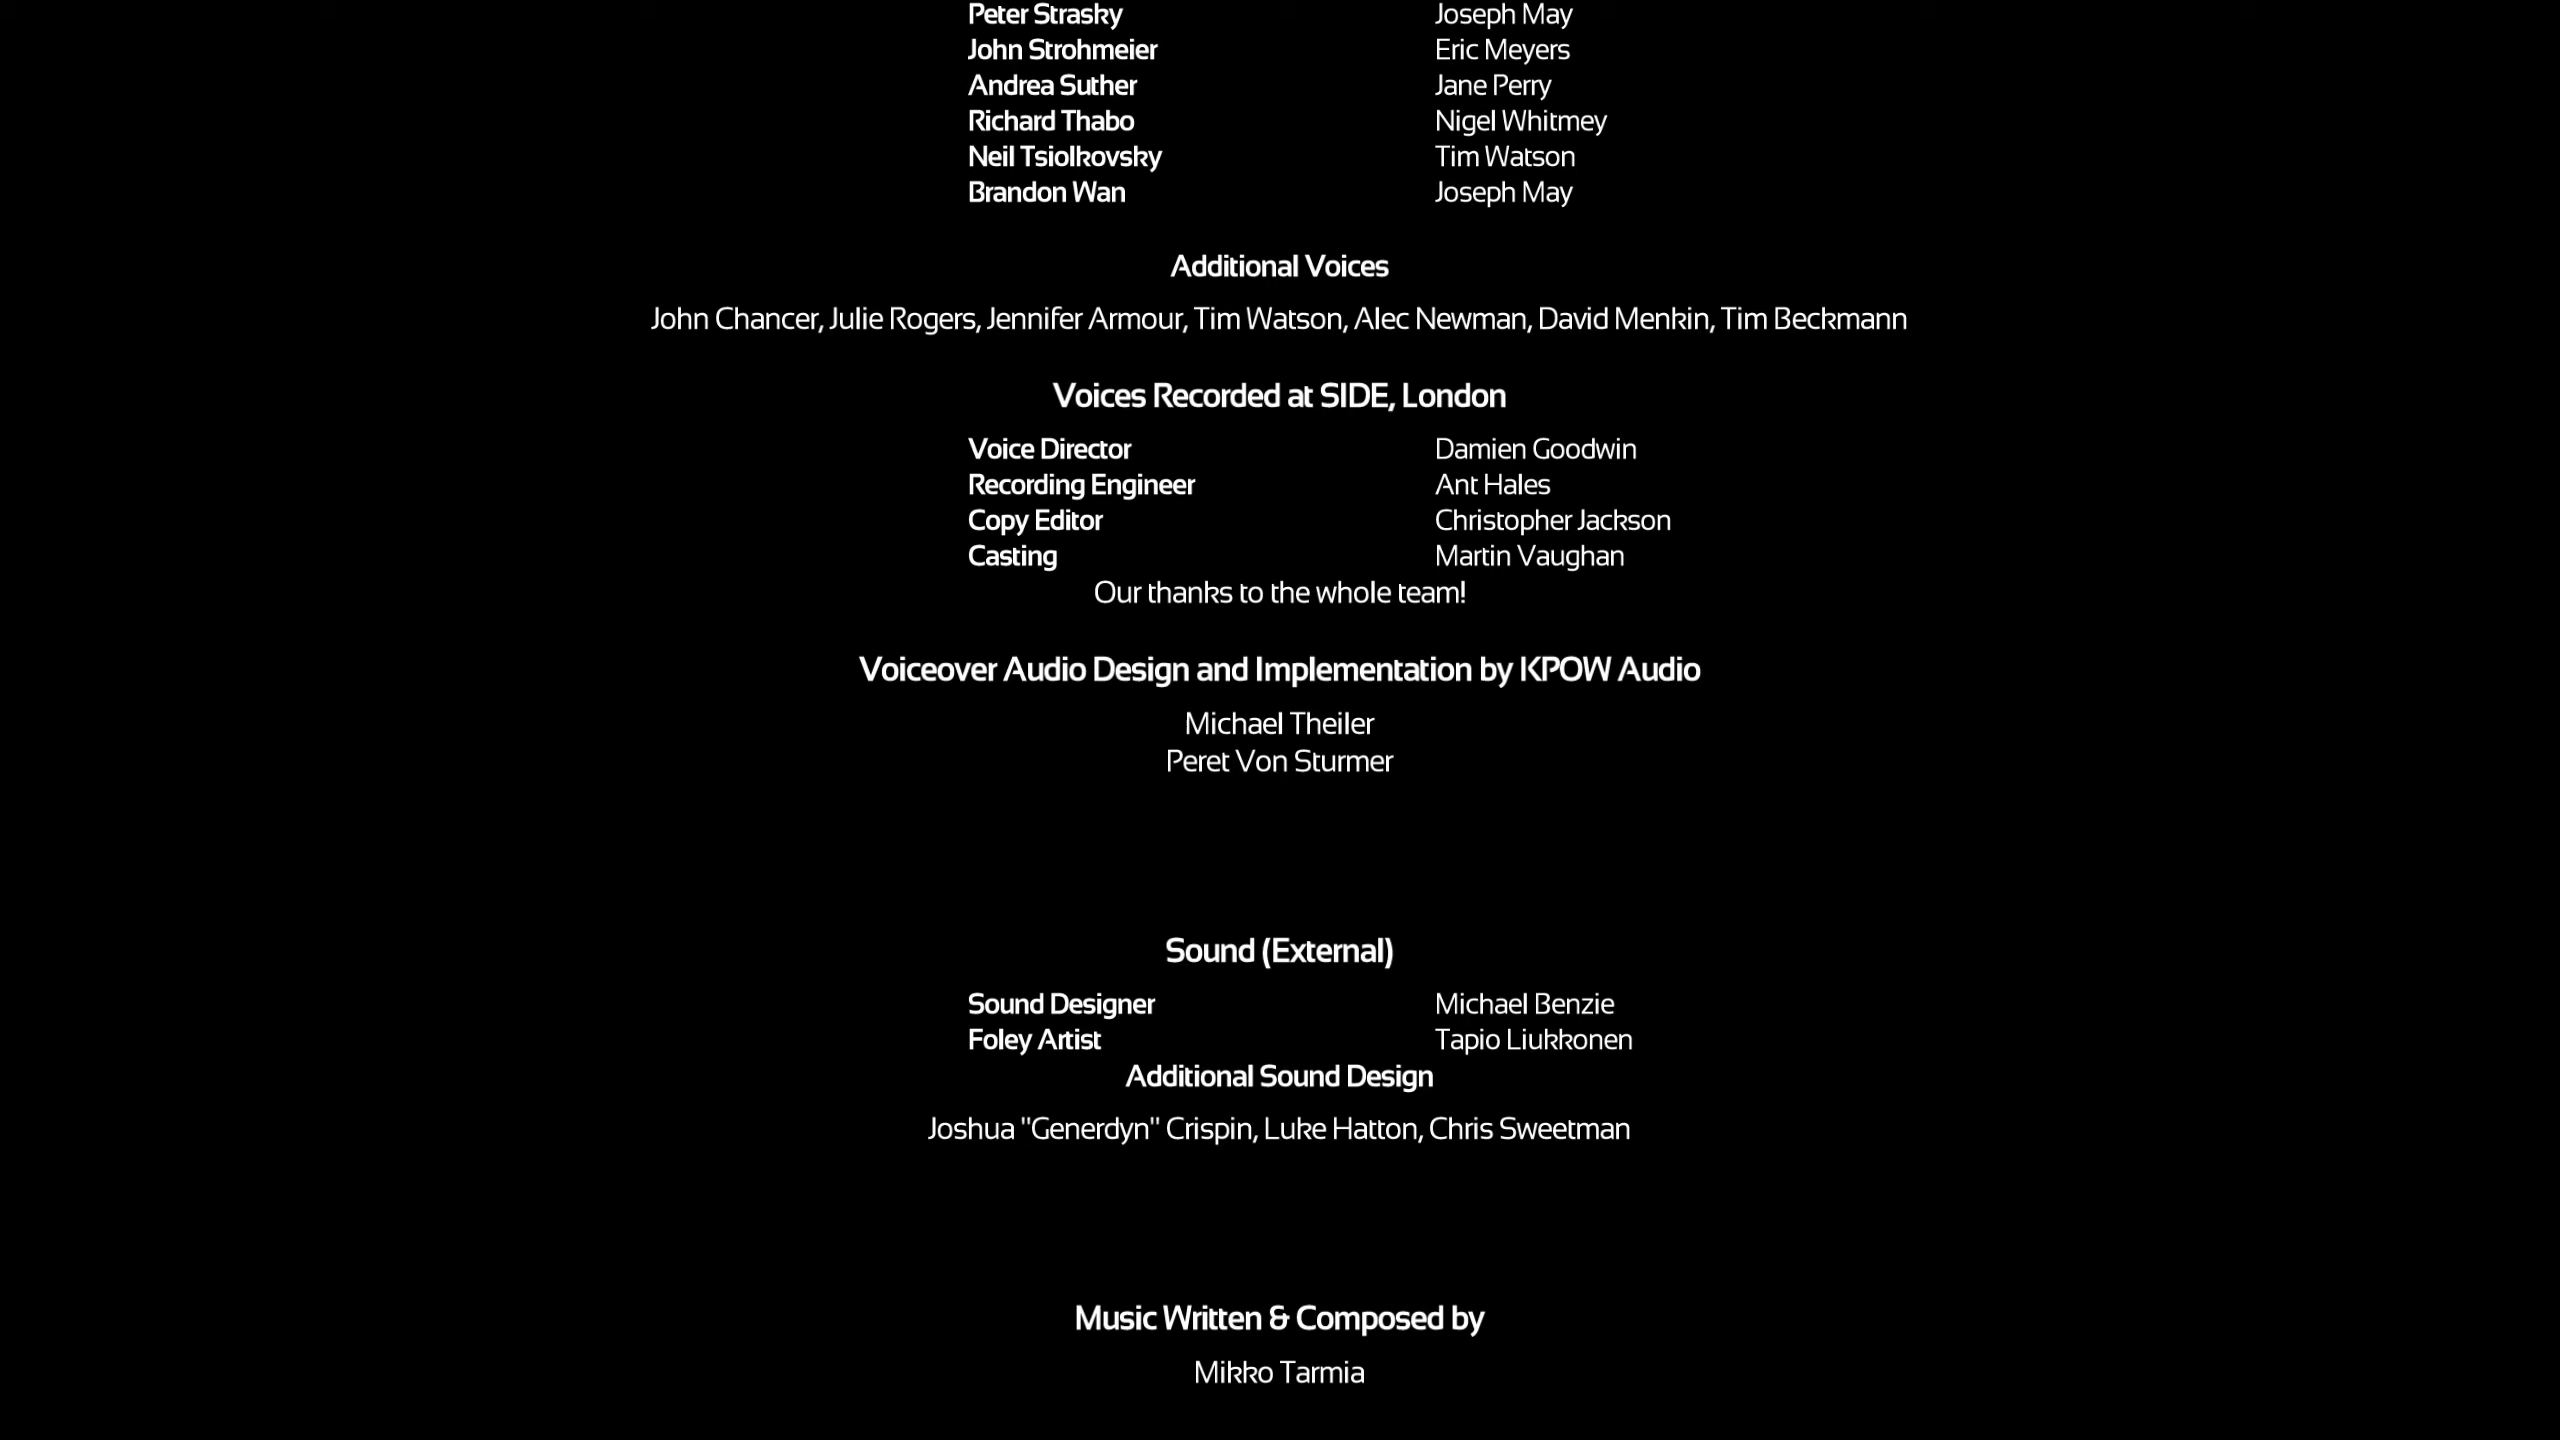 Peter Strasky Joseph May
John Strohmeier Eric Meyers
Andrea Suther Jane Perry
Richard Thabo Nigel Whitmey
Neil Tsiolkovsky Tim Watson
Brandon Wan Joseph May
Additional Voices
John Chancer, Julie Rogers, Jennifer Armour, Tim Watson, Alec Newman, David Menkin, Tim Beckmann
Voices Recorded at SIDE, London
Voice Director Damien Goodwin
Recording Engineer Ant Hales
Copy Editor Christopher Jackson
Casting Martin Vaughan
Our thanks to the whole team!
Voiceover Audio Design and Implementation by KPOW Audio
Michael Theiler
Peret Von Sturmer
Sound (External)
Sound Designer Michael Benzie
Foley Artist Tapio Liukkonen
Additional Sound Design
Joshua "Generdyn" Crispin, Luke Hatton, Chris Sweetman
Music Written & Composed by
Mikko Tarmia